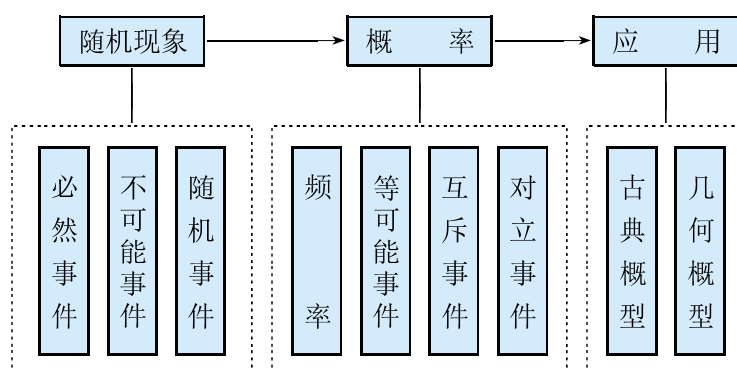 随机现象
概率
应用
必然事件
不可能事件
随机事件
频率
等可能事件
互斥事件
对立事件
古典概型
几何概型